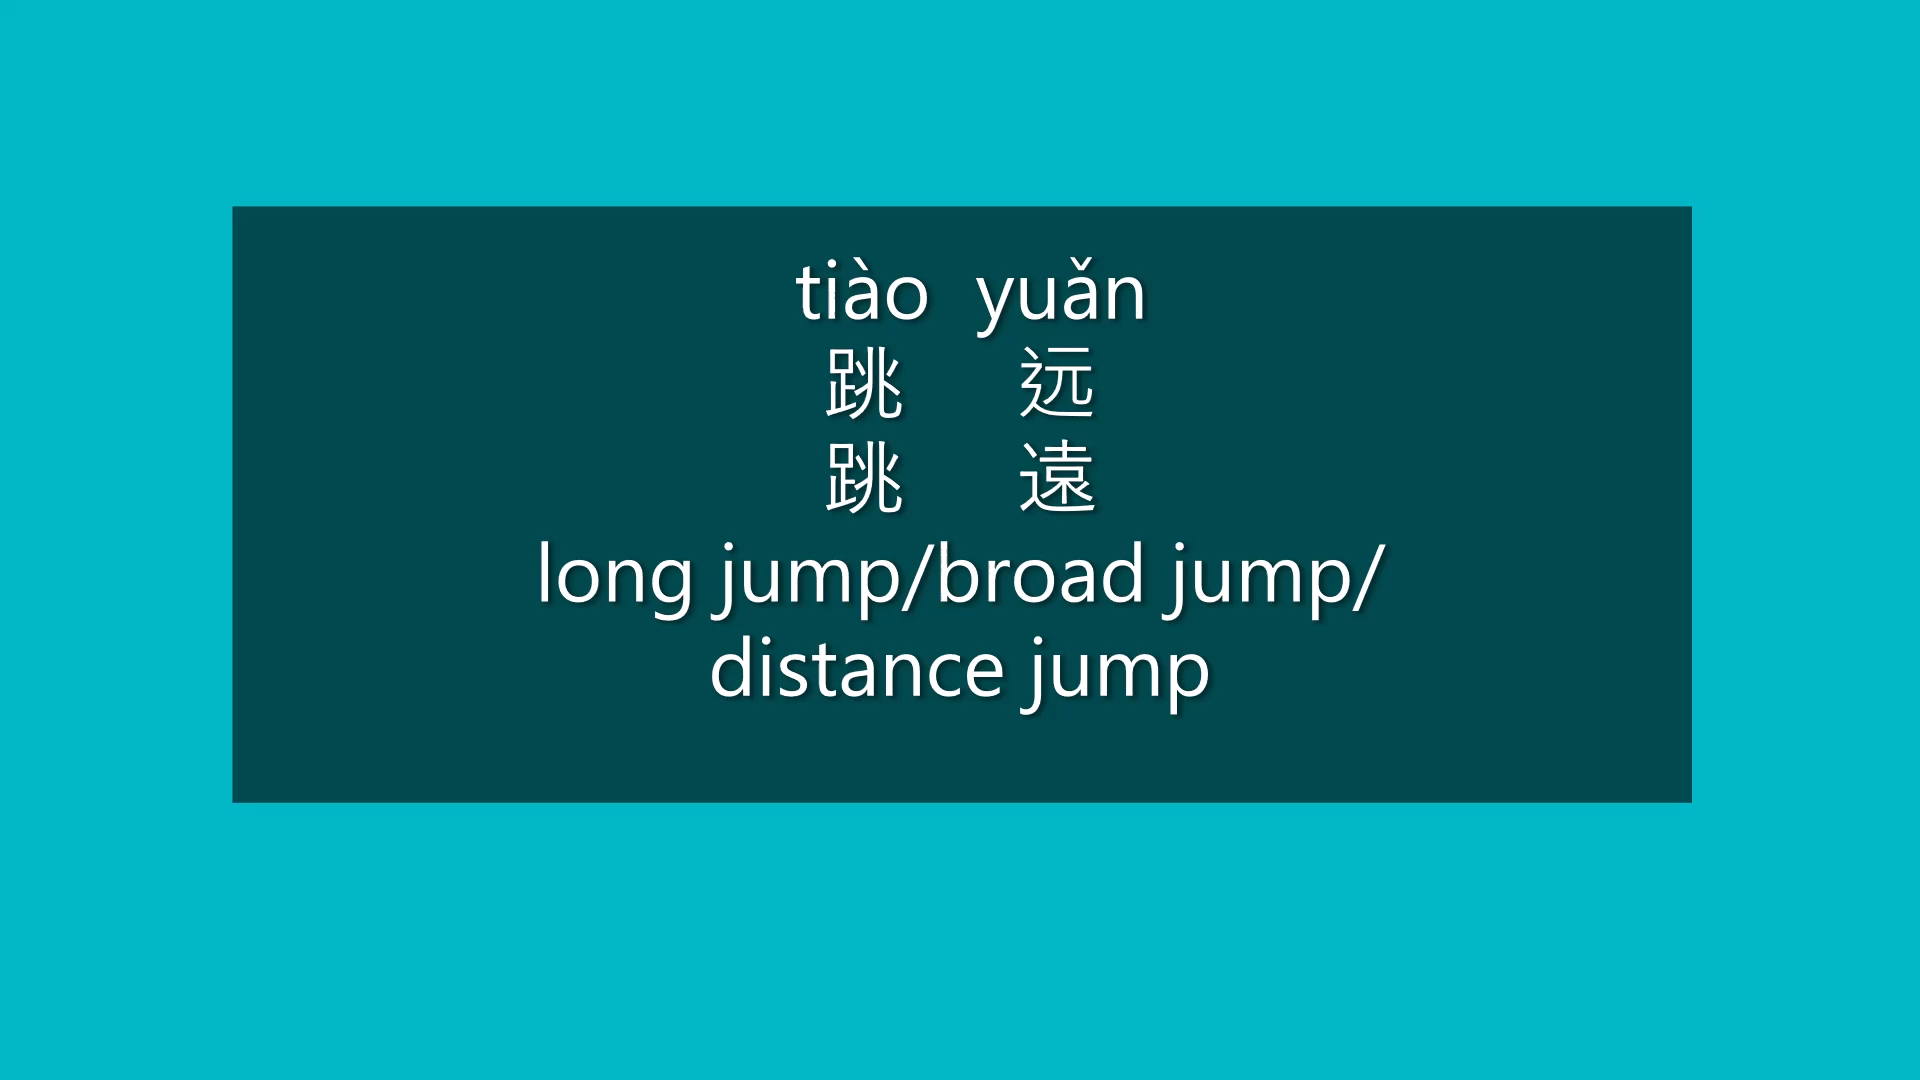 tiào yuǎn
跳 远
跳 遠
long jump/broad jump/
distance jump